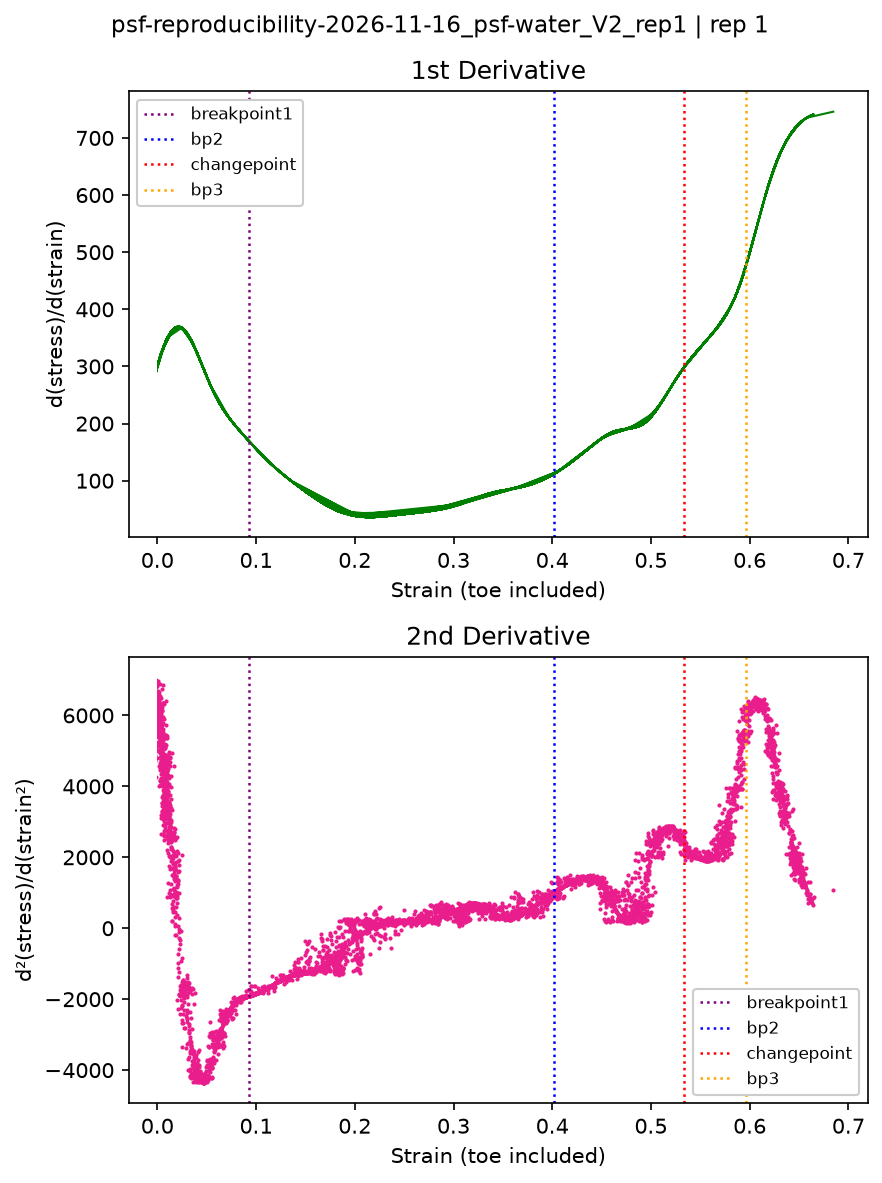 psf-reproducibility-2026-11-16_psf-water_V2_rep1 | rep 1
1st Derivative
breakpoint1
bp2
changepoint
bp3
d(stress)/d(strain)
700
600
500
400
300
200
100
0.0 0.1 0.2 0.3 0.4 0.5 0.6 0.7
Strain (toe included)
2nd Derivative
d²(stress)/d(strain²)
6000
4000
2000
0
−2000
−4000
breakpoint1
bp2
changepoint
bp3
0.0 0.1 0.2 0.3 0.4 0.5 0.6 0.7
Strain (toe included)